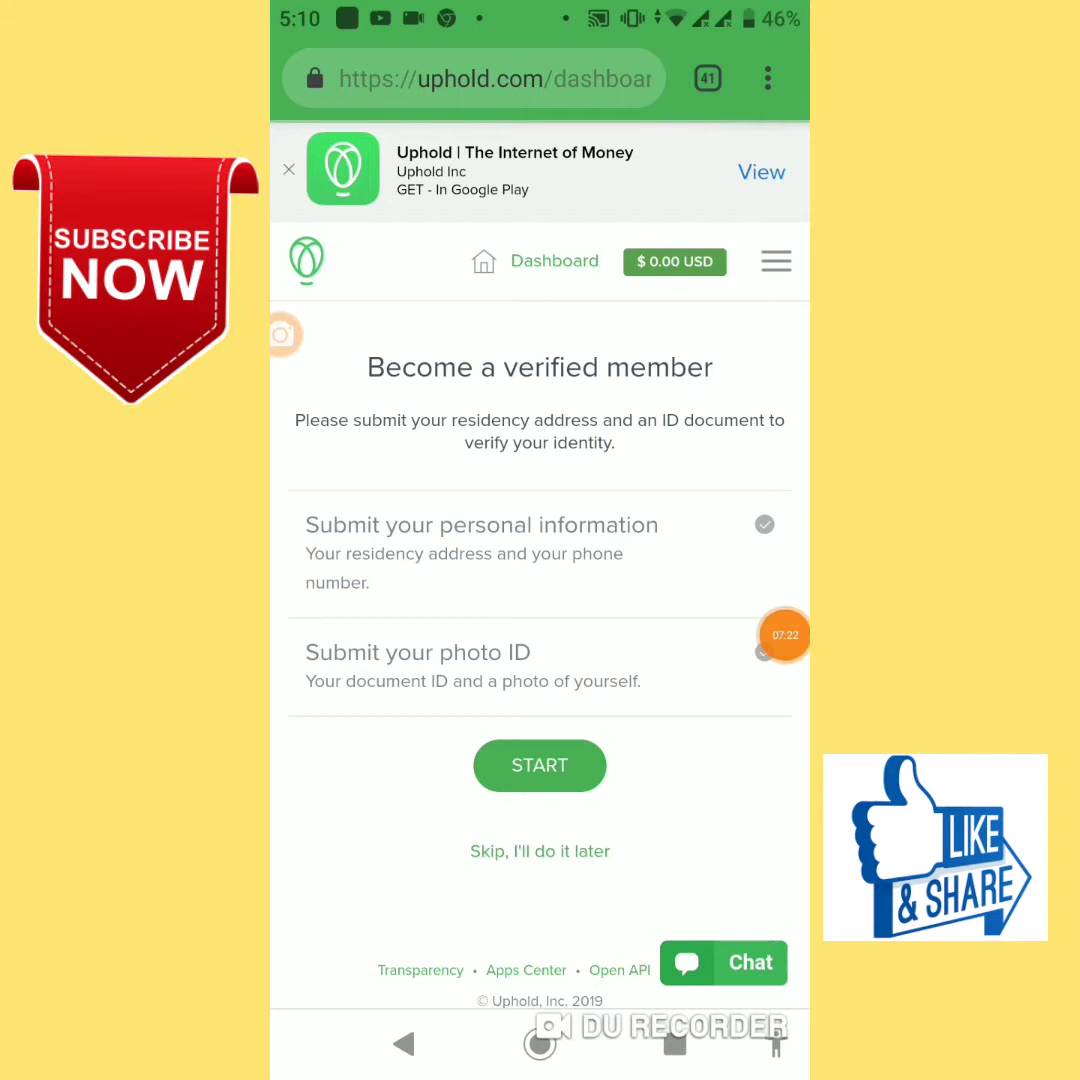 5:10
46%
https://uphold.com/dashboar
41
Uphold | The Internet of Money
Uphold Inc
GET - In Google Play
View
Dashboard
$ 0.00 USD
SUBSCRIBE
NOW
Become a verified member
Please submit your residency address and an ID document to
verify your identity.
Submit your personal information
Your residency address and your phone
number.
07:22
Submit your photo ID
Your document ID and a photo of yourself.
START
Skip, I'll do it later
LIKE
& SHARE
Transparency • Apps Center • Open API
Chat
© Uphold, Inc. 2019
DU RECORDER